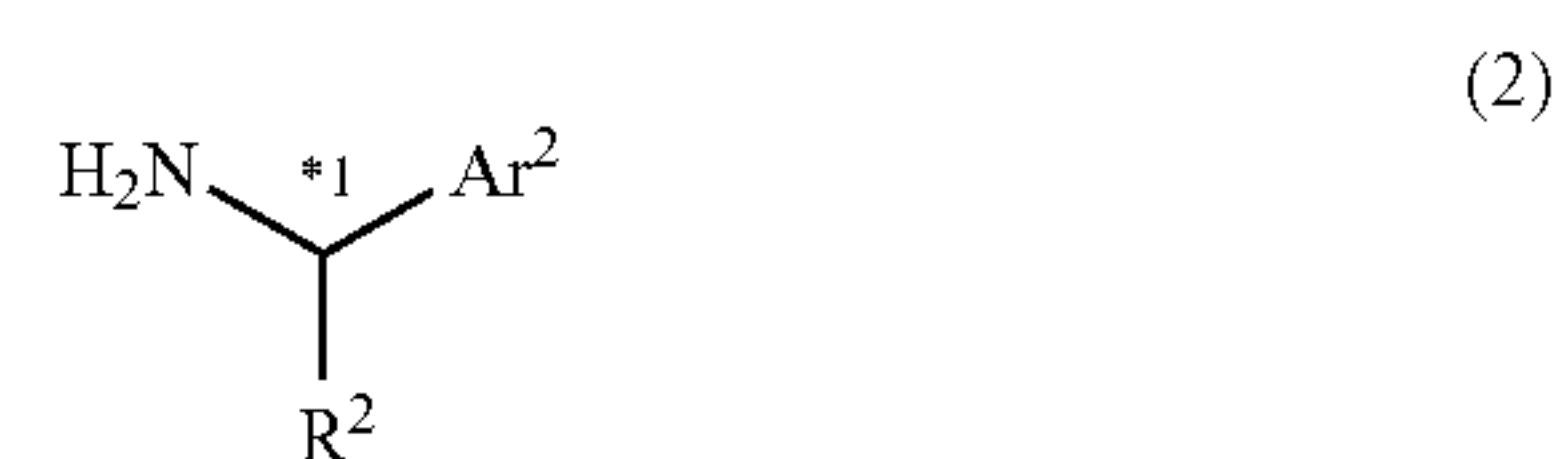 (2)
H₂N *1 Ar²
R²